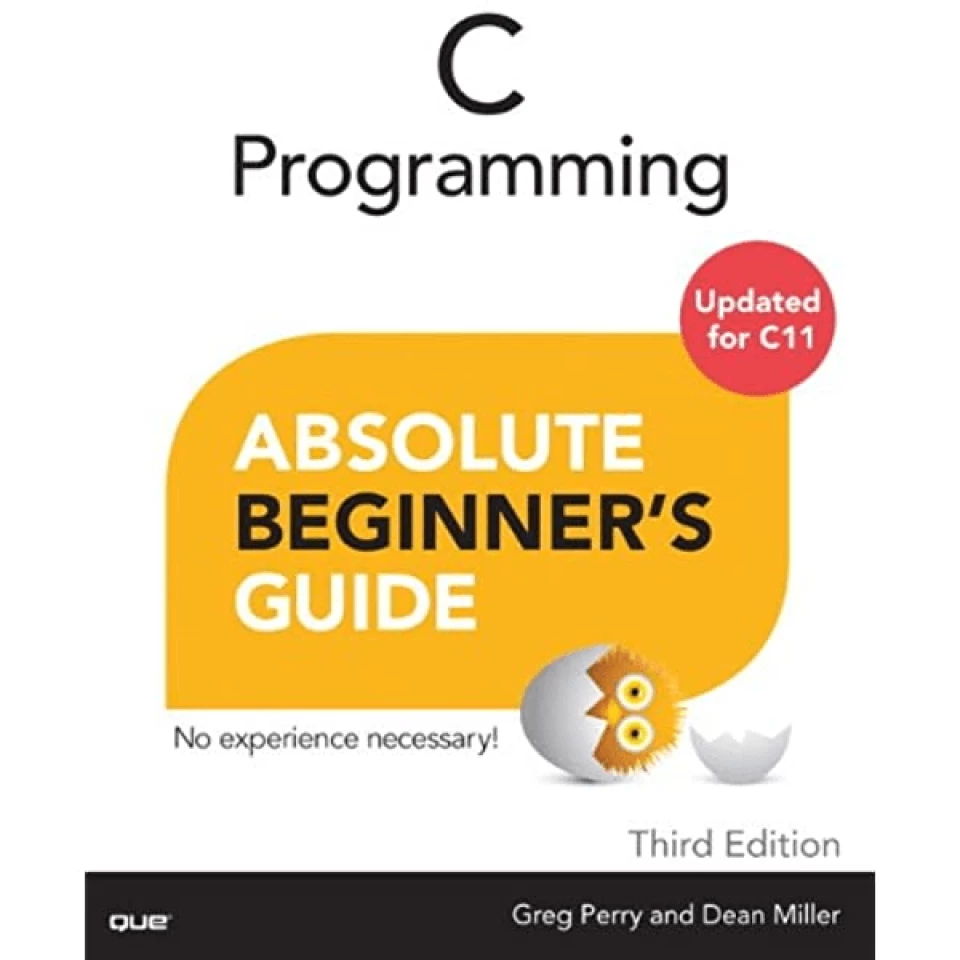 C
Programming
Updated
for C11
ABSOLUTE
BEGINNER'S
GUIDE
No experience necessary!
Third Edition
que
Greg Perry and Dean Miller